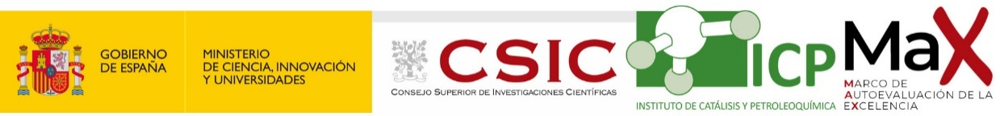 GOBIERNO
DE ESPAÑA
MINISTERIO
DE CIENCIA, INNOVACIÓN
Y UNIVERSIDADES
CSIC
CONSEJO SUPERIOR DE INVESTIGACIONES CIENTÍFICAS
ICP
INSTITUTO DE CATÁLISIS Y PETROLEOQUÍMICA
MaX
MARCO DE
AUTOEVALUACIÓN DE LA
EXCELENCIA